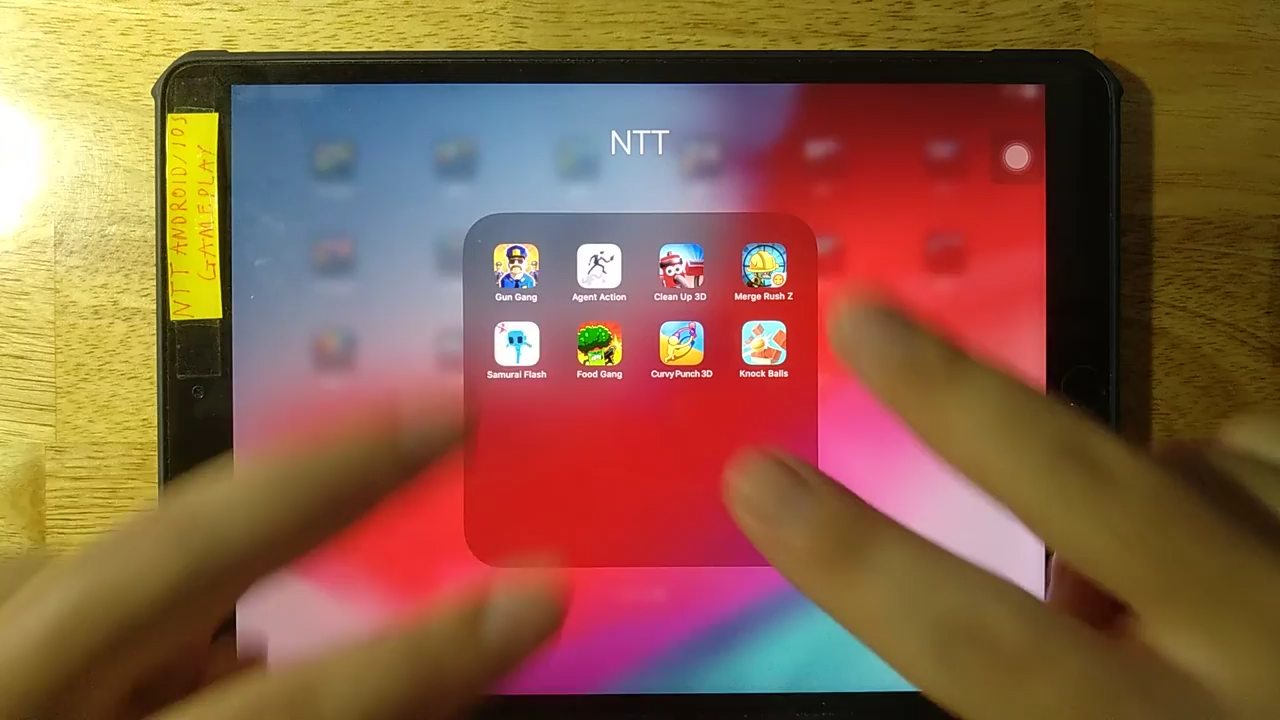 NTT ANDROID/IOS
GAMEPLAY
NTT
Gun Gang
Agent Action
Clean Up 3D
Merge Rush Z
Samurai Flash
Food Gang
Curvy Punch 3D
Knock Balls